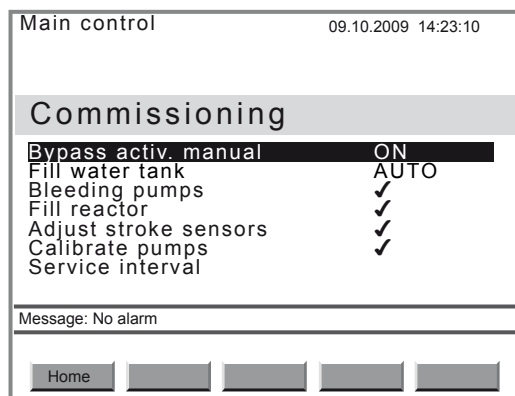 Main control 09.10.2009 14:23:10
Commissioning
Bypass activ. manual ON
Fill water tank AUTO
Bleeding pumps ✓
Fill reactor ✓
Adjust stroke sensors ✓
Calibrate pumps ✓
Service interval
Message: No alarm
Home